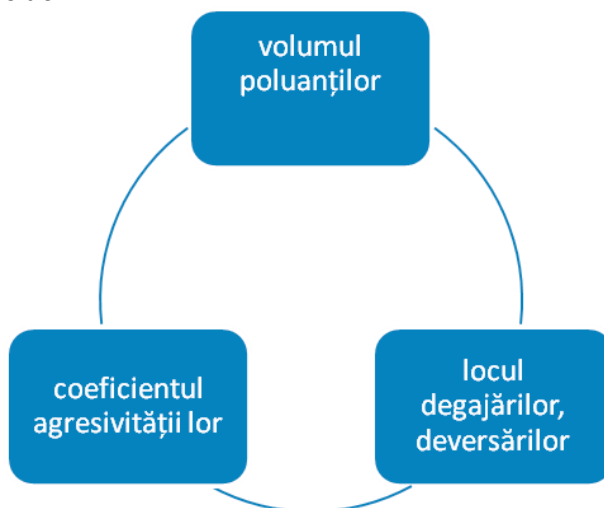 volumul
poluanților
coeficientul
agresivității lor
locul
degajărilor,
deversărilor